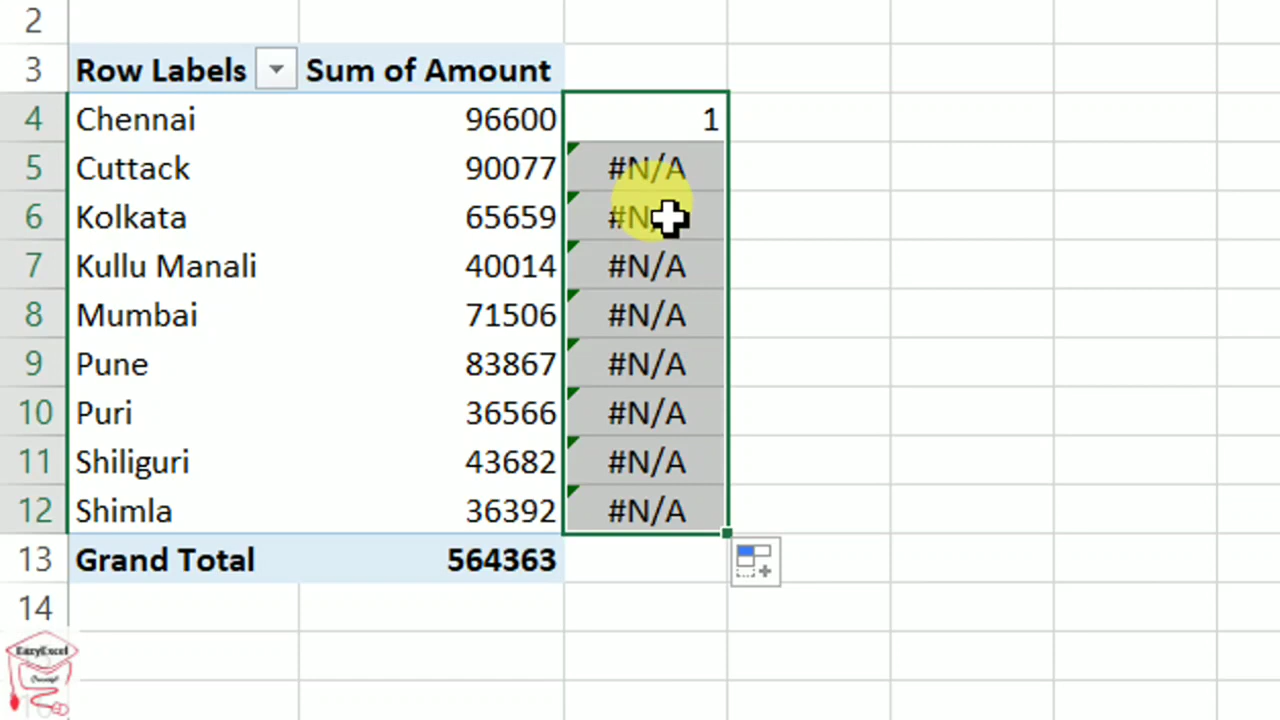 2
3 Row Labels Sum of Amount
4 Chennai 96600 1
5 Cuttack 90077 #N/A
6 Kolkata 65659 #N
7 Kullu Manali 40014 #N/A
8 Mumbai 71506 #N/A
9 Pune 83867 #N/A
10 Puri 36566 #N/A
11 Shiliguri 43682 #N/A
12 Shimla 36392 #N/A
13 Grand Total 564363
14
EazyExcel